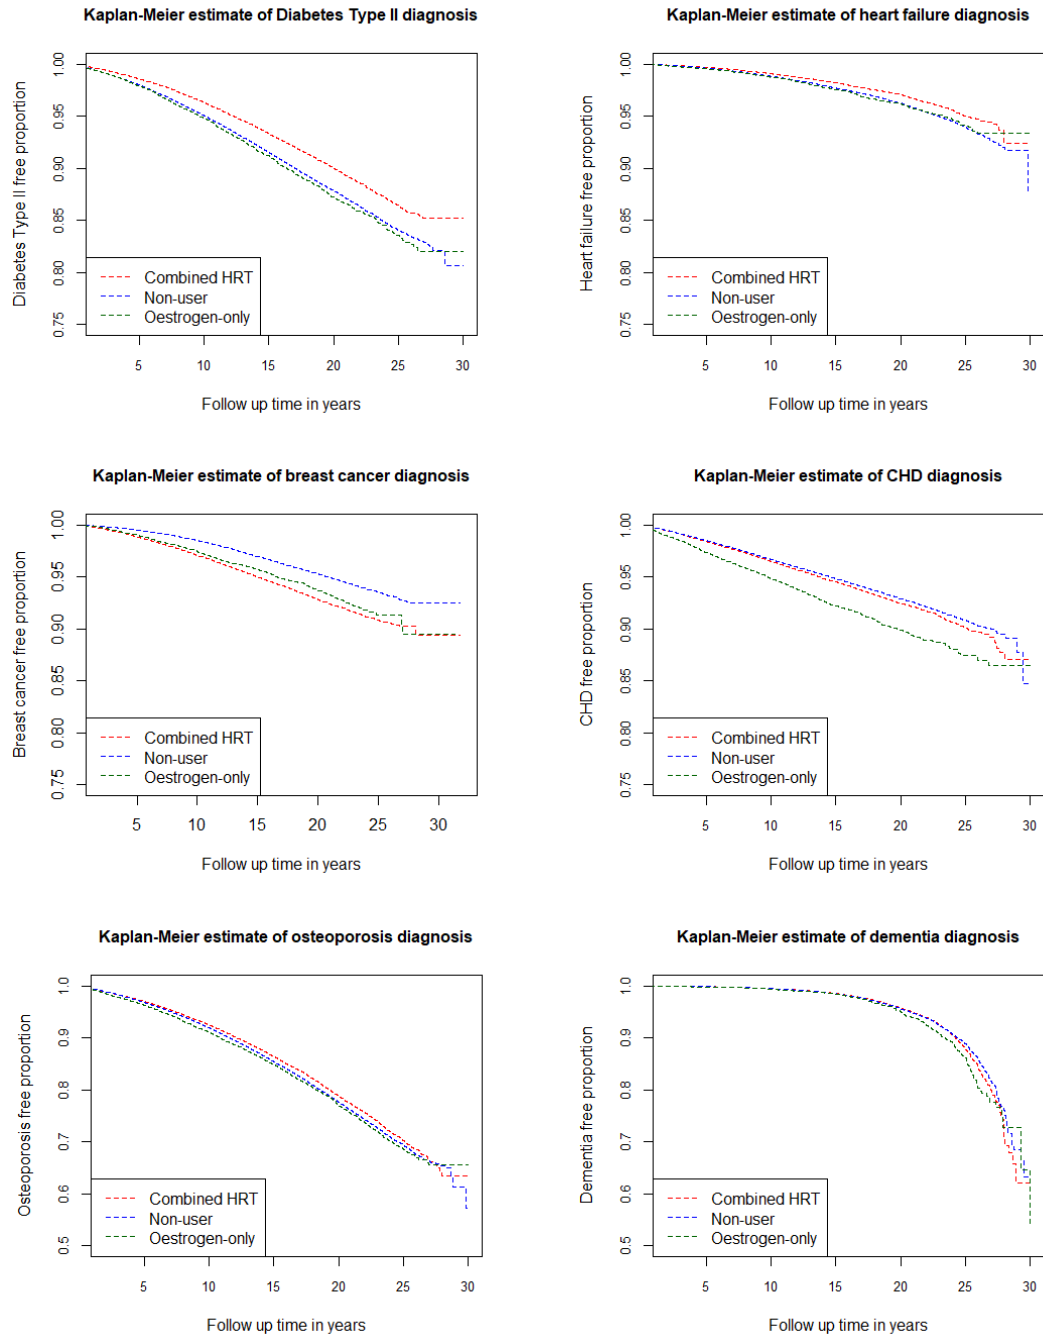 Kaplan-Meier estimate of Diabetes Type II diagnosis
Diabetes Type II free proportion
1.00
0.95
0.90
0.85
0.80
0.75
Combined HRT
Non-user
Oestrogen-only
5 10 15 20 25 30
Follow up time in years
Kaplan-Meier estimate of heart failure diagnosis
Heart failure free proportion
1.00
0.95
0.90
0.85
0.80
0.75
Combined HRT
Non-user
Oestrogen-only
5 10 15 20 25 30
Follow up time in years
Kaplan-Meier estimate of breast cancer diagnosis
Breast cancer free proportion
1.00
0.95
0.90
0.85
0.80
0.75
Combined HRT
Non-user
Oestrogen-only
5 10 15 20 25 30
Follow up time in years
Kaplan-Meier estimate of CHD diagnosis
CHD free proportion
1.00
0.95
0.90
0.85
0.80
0.75
Combined HRT
Non-user
Oestrogen-only
5 10 15 20 25 30
Follow up time in years
Kaplan-Meier estimate of osteoporosis diagnosis
Osteoporosis free proportion
1.0
0.9
0.8
0.7
0.6
0.5
Combined HRT
Non-user
Oestrogen-only
5 10 15 20 25 30
Follow up time in years
Kaplan-Meier estimate of dementia diagnosis
Dementia free proportion
1.0
0.9
0.8
0.7
0.6
0.5
Combined HRT
Non-user
Oestrogen-only
5 10 15 20 25 30
Follow up time in years